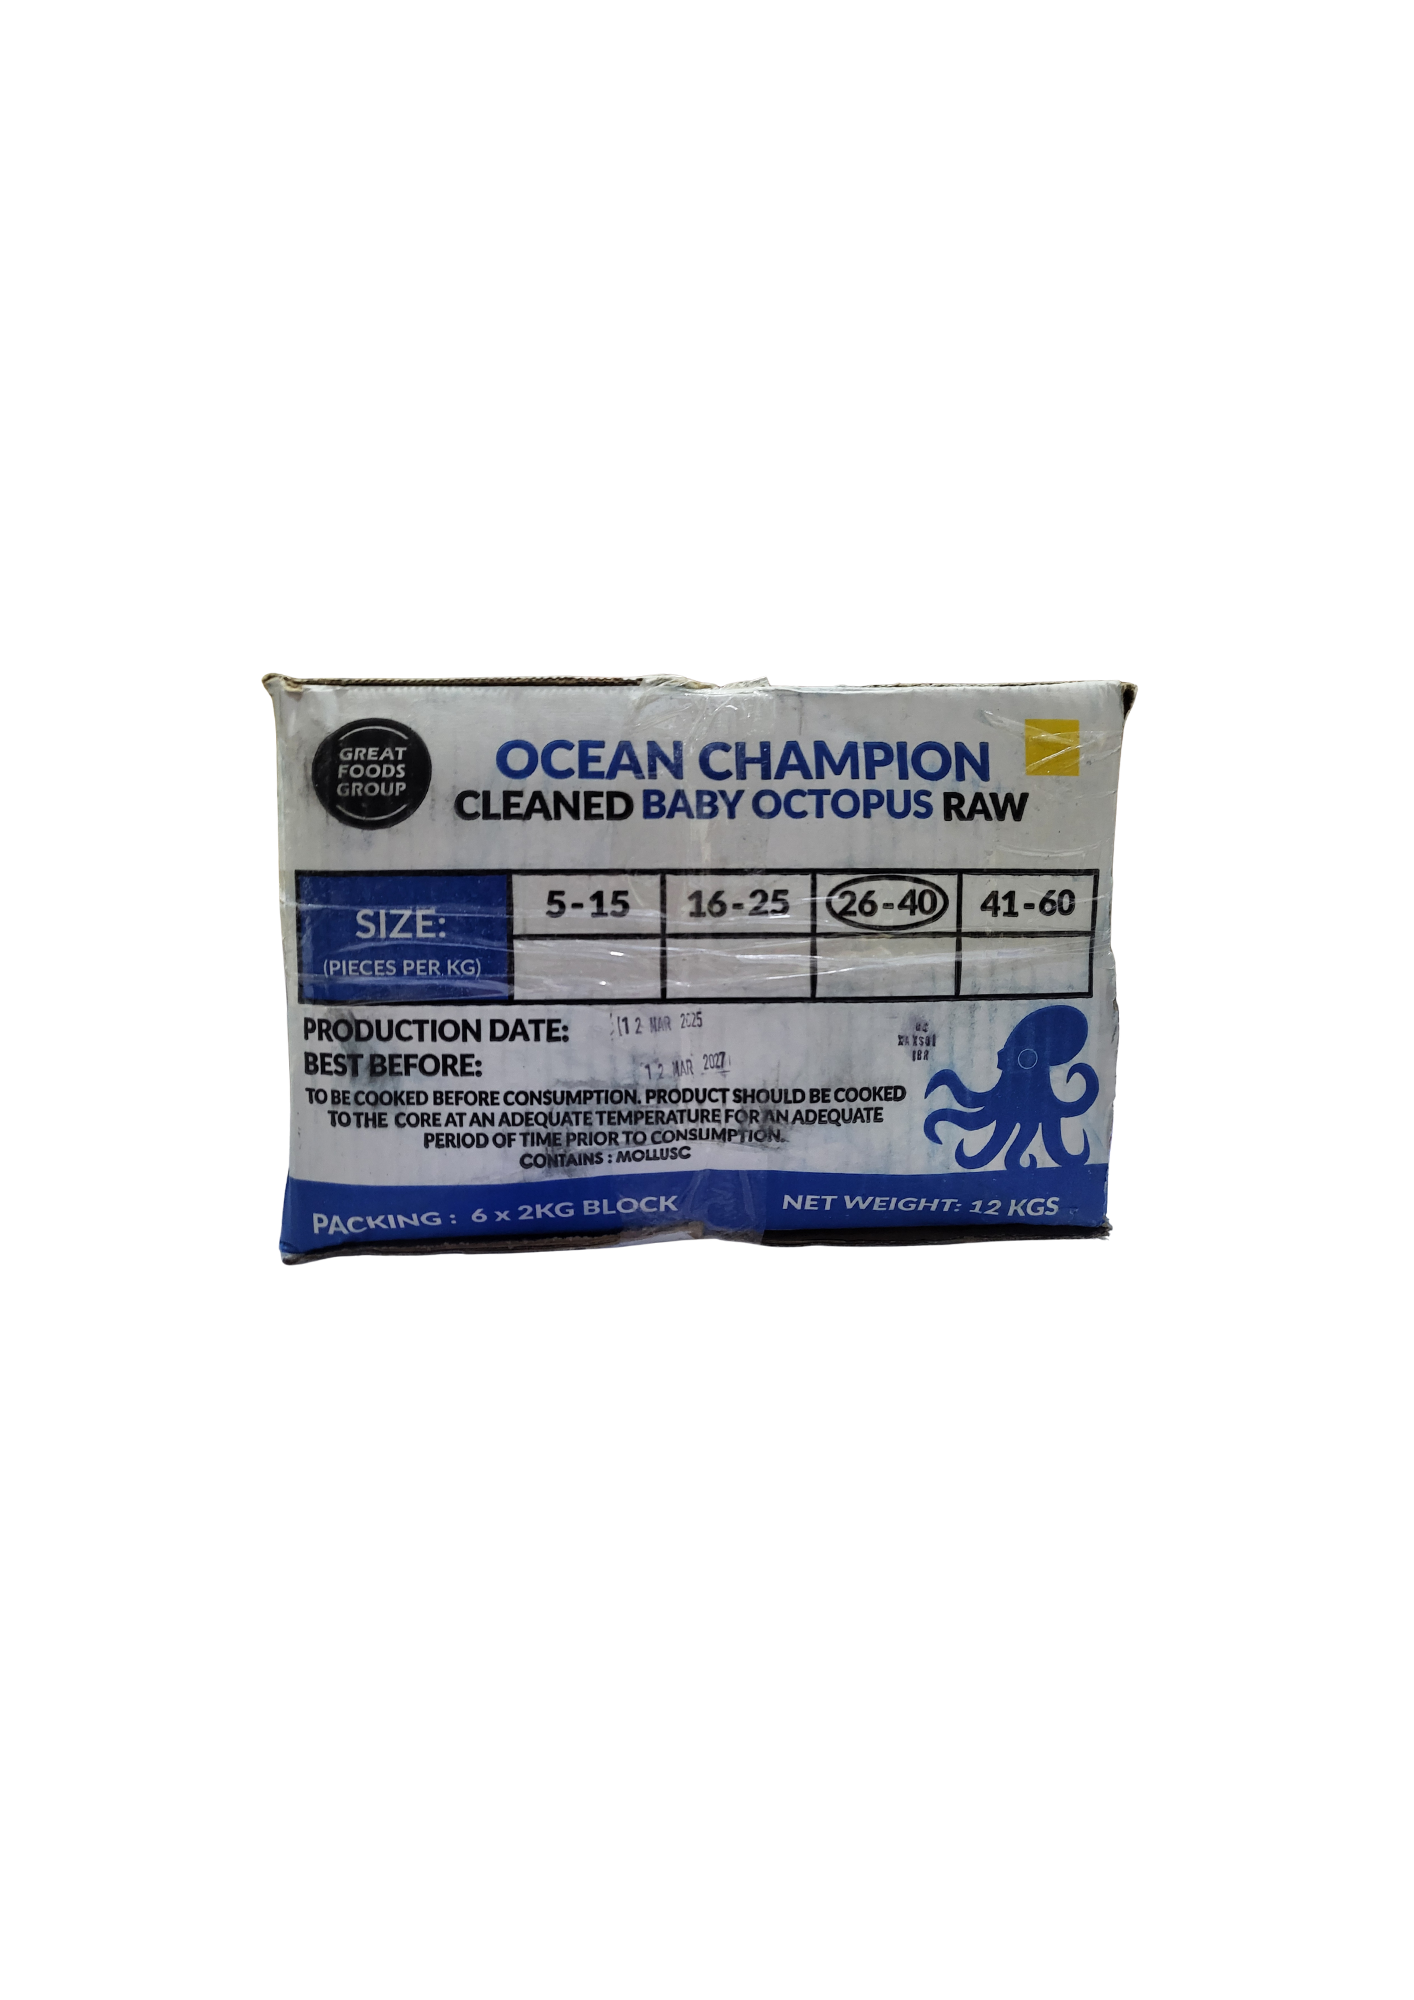 GREAT
FOODS
GROUP
OCEAN CHAMPION
CLEANED BABY OCTOPUS RAW
SIZE:
(PIECES PER KG)
5-15
16-25
26-40
41-60
PRODUCTION DATE: 12 MAR 2025
BEST BEFORE: 12 MAR 2027
TO BE COOKED BEFORE CONSUMPTION. PRODUCT SHOULD BE COOKED
TO THE CORE AT AN ADEQUATE TEMPERATURE FOR AN ADEQUATE
PERIOD OF TIME PRIOR TO CONSUMPTION.
CONTAINS : MOLLUSC
PACKING : 6 x 2KG BLOCK
NET WEIGHT: 12 KGS